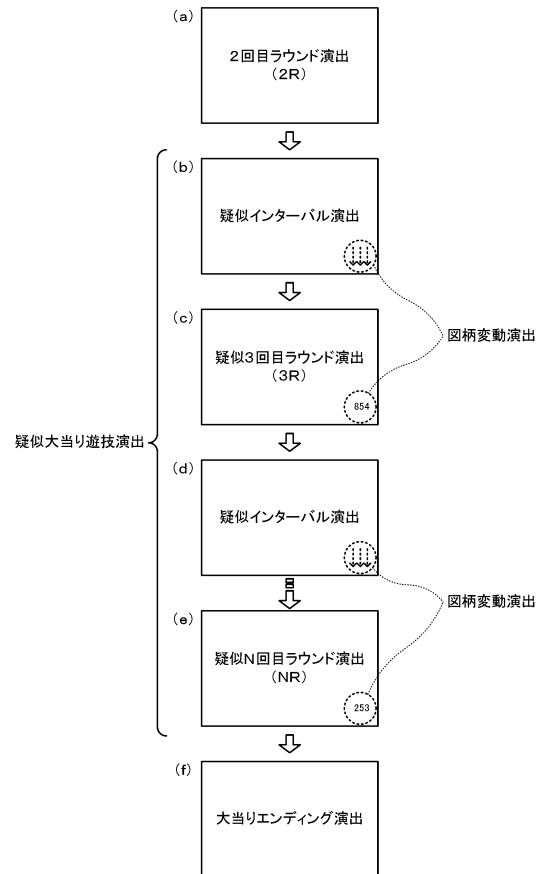 (a)
2回目ラウンド演出
(2R)
(b)
疑似インターバル演出
図柄変動演出
(c)
疑似3回目ラウンド演出
(3R)
854
疑似大当り遊技演出
(d)
疑似インターバル演出
図柄変動演出
(e)
疑似N回目ラウンド演出
(NR)
253
(f)
大当りエンディング演出